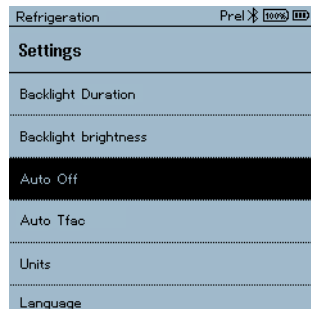 Refrigeration Prel 100%
Settings
Backlight Duration
Backlight brightness
Auto Off
Auto Tfac
Units
Language